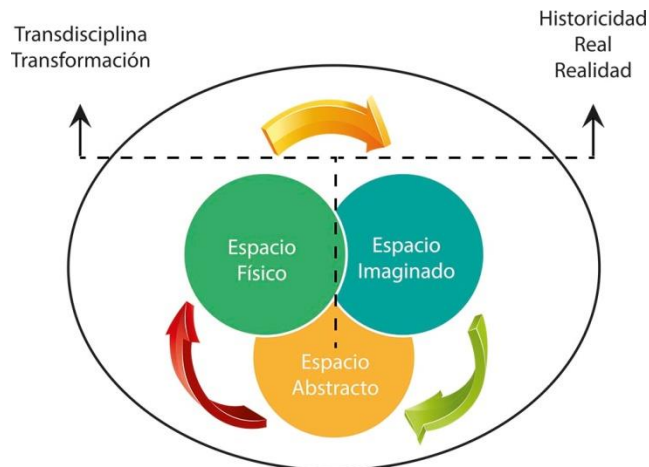 Transdisciplina
Transformación
Historicidad
Real
Realidad
Espacio
Físico
Espacio
Imaginado
Espacio
Abstracto